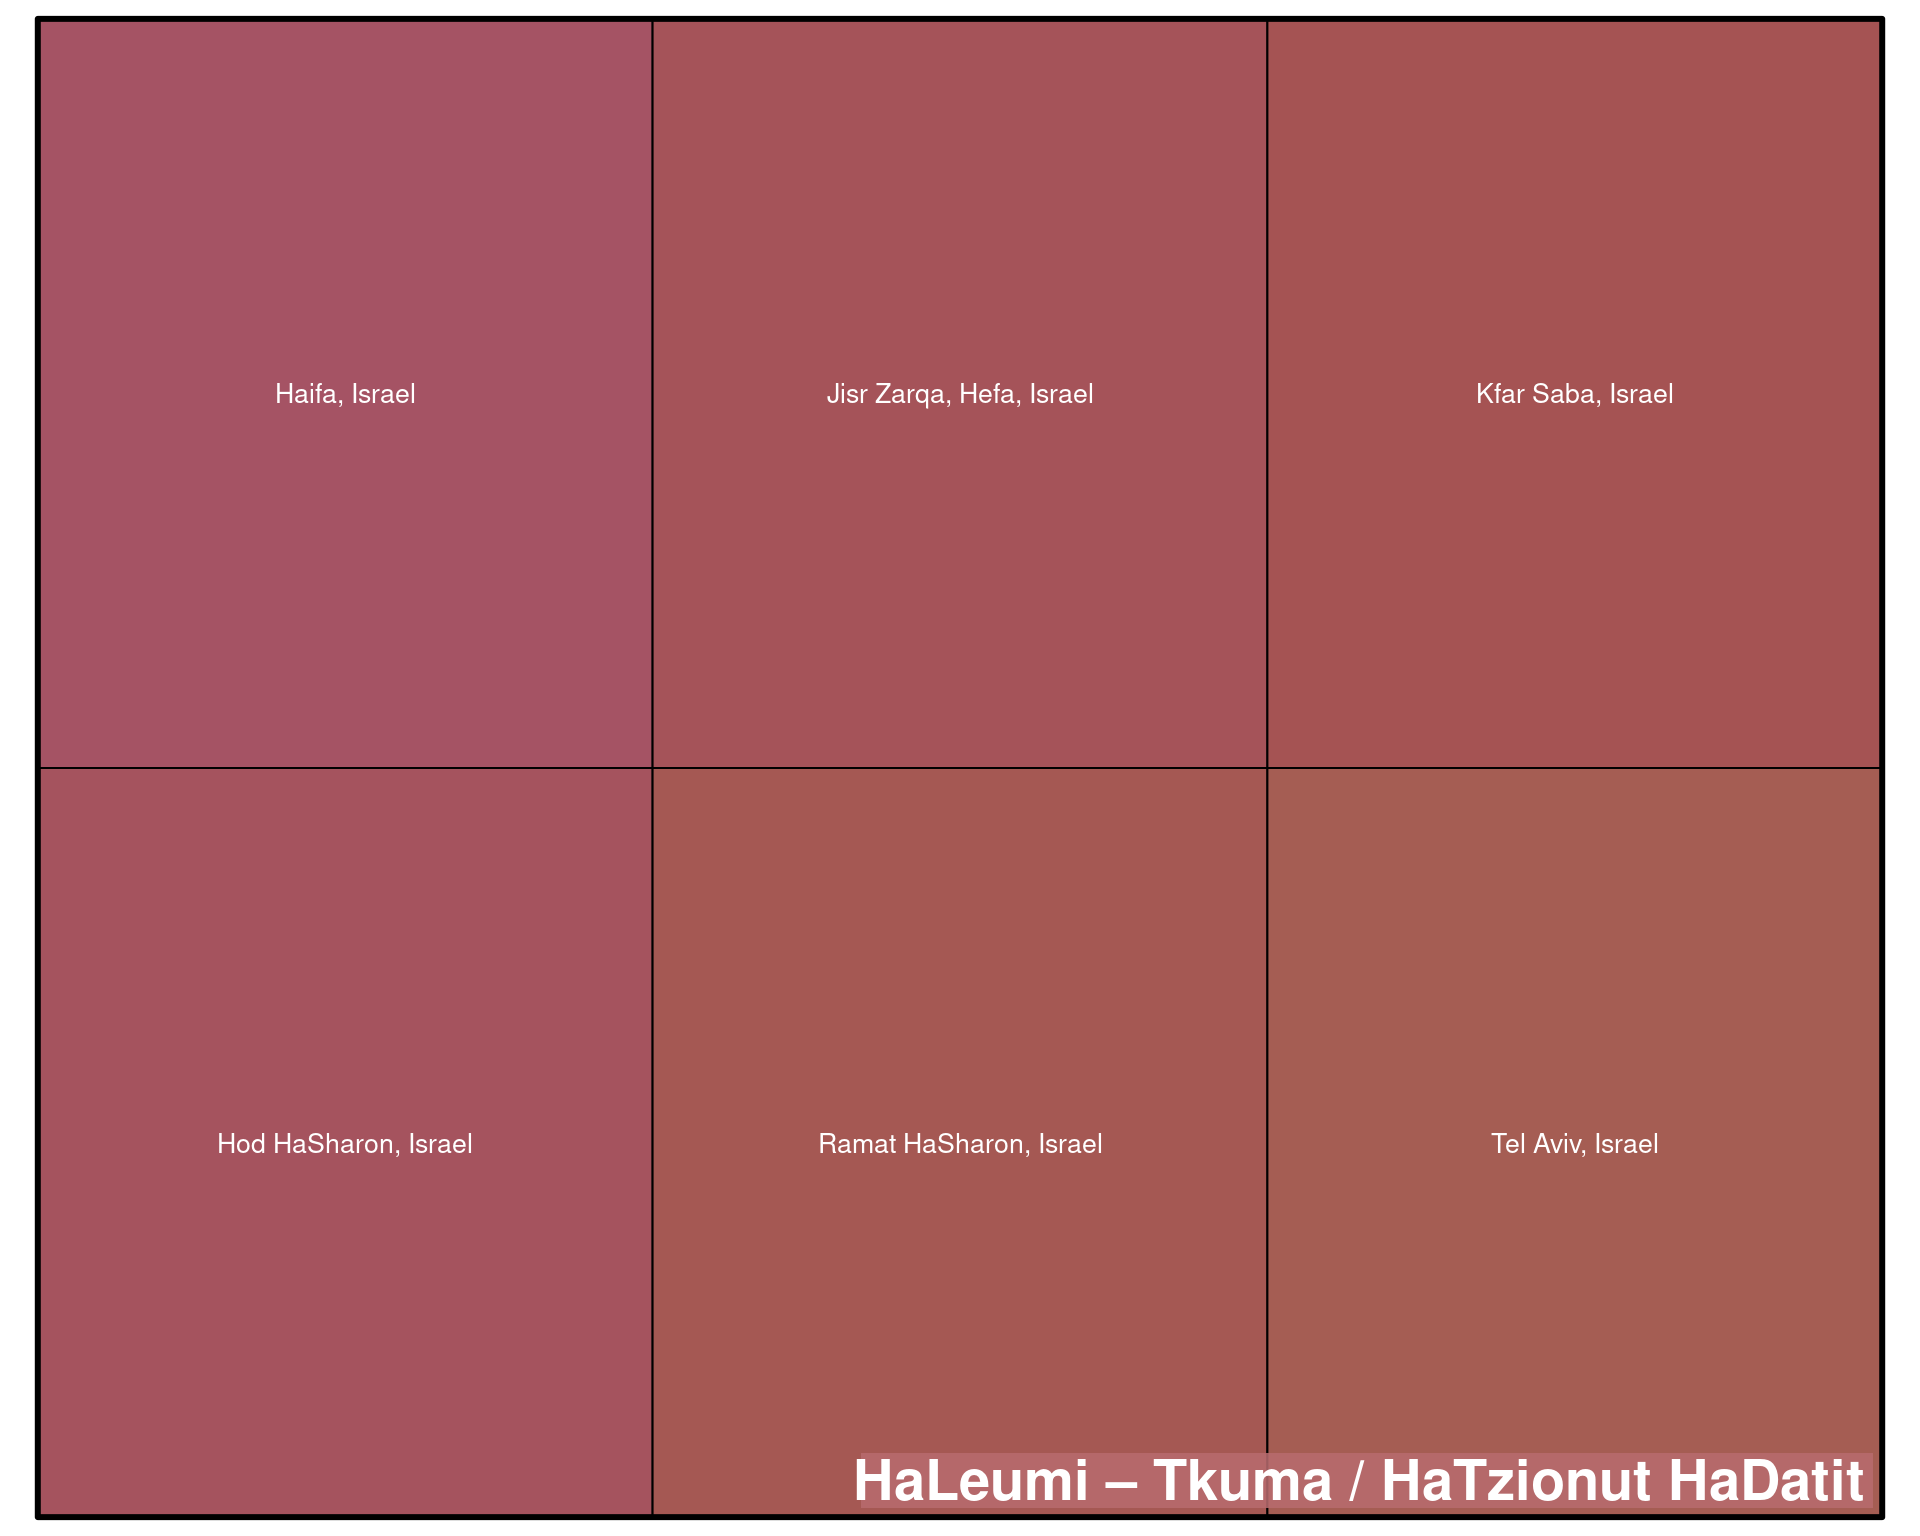 Haifa, Israel
Jisr Zarqa, Hefa, Israel
Kfar Saba, Israel
Hod HaSharon, Israel
Ramat HaSharon, Israel
Tel Aviv, Israel
HaLeumi – Tkuma / HaTzionut HaDatit